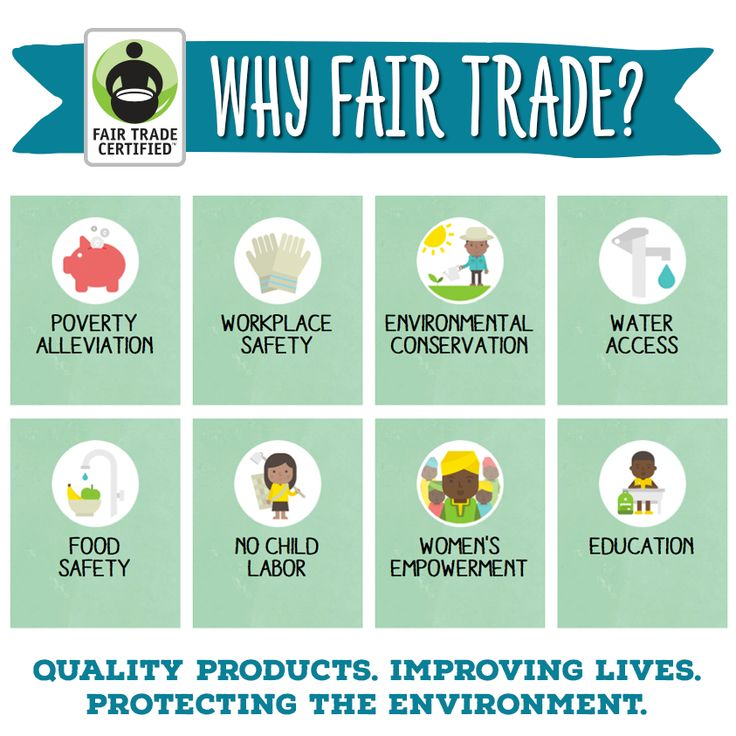 FAIR TRADE
CERTIFIED™
WHY FAIR TRADE?
POVERTY
ALLEVIATION
WORKPLACE
SAFETY
ENVIRONMENTAL
CONSERVATION
WATER
ACCESS
FOOD
SAFETY
NO CHILD
LABOR
WOMEN'S
EMPOWERMENT
EDUCATION
QUALITY PRODUCTS. IMPROVING LIVES.
PROTECTING THE ENVIRONMENT.